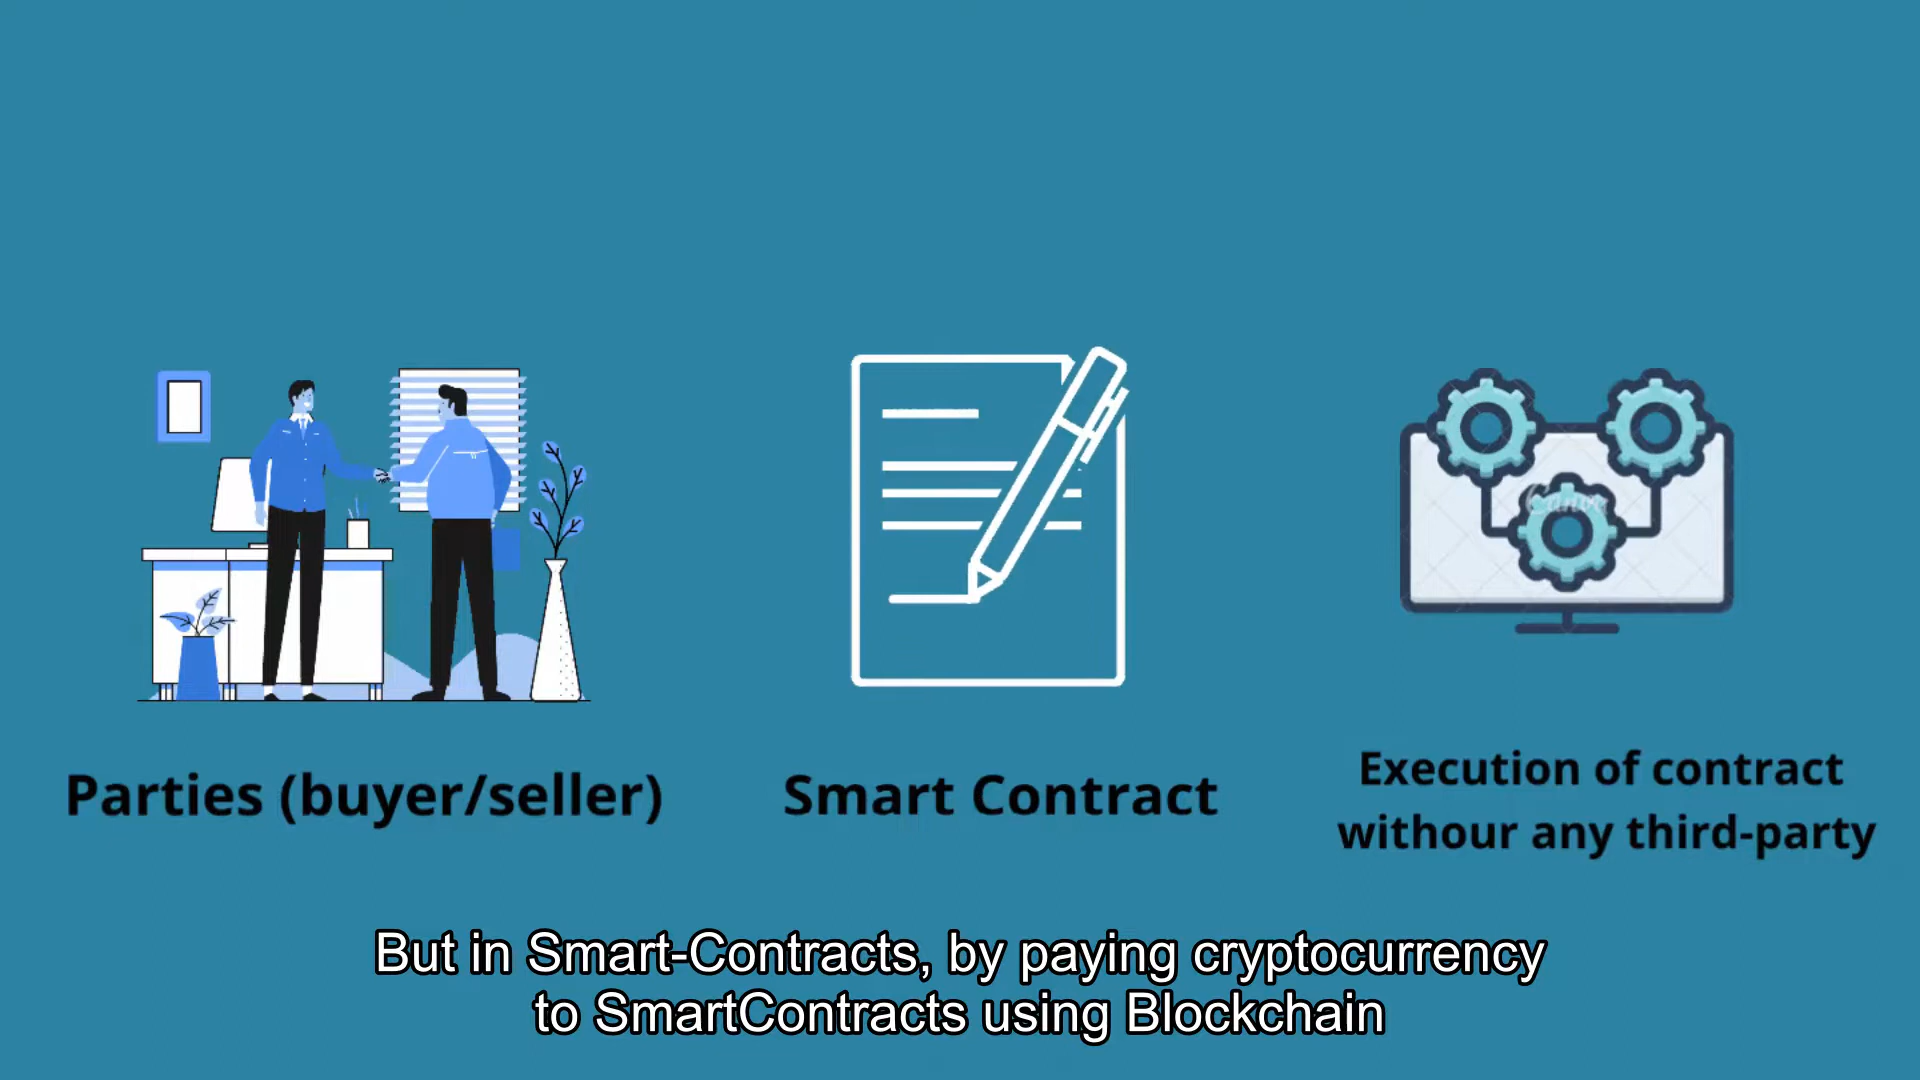 Canva
Parties (buyer/seller)
Smart Contract
Execution of contract
withour any third-party
But in Smart-Contracts, by paying cryptocurrency
to SmartContracts using Blockchain